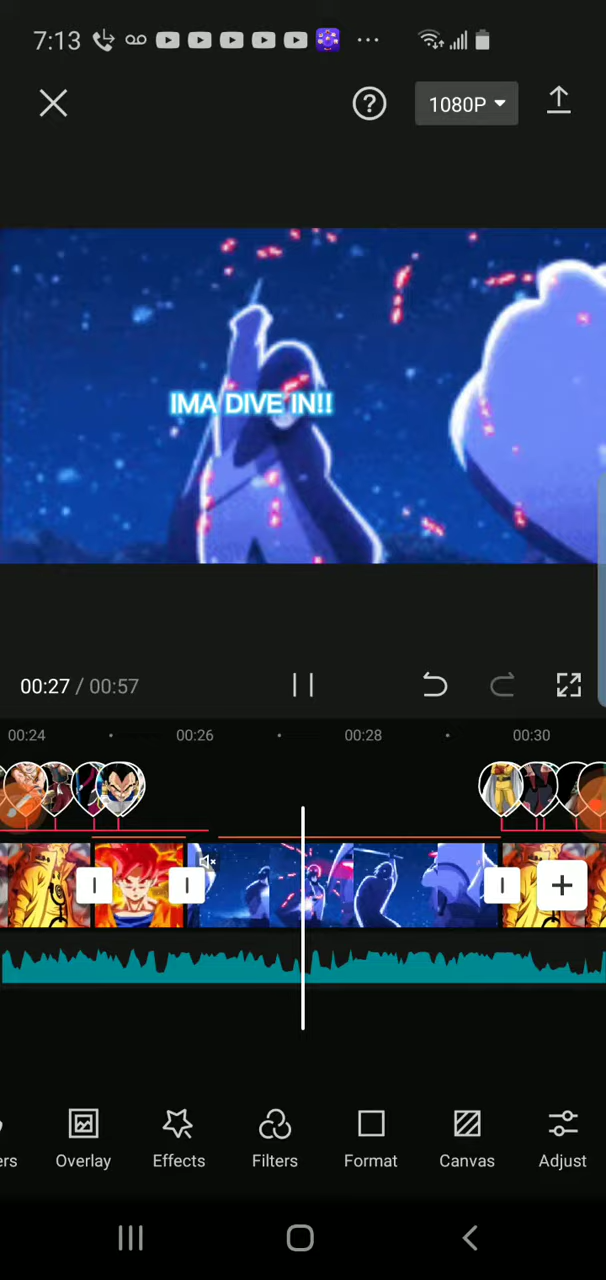 7:13
1080P
IMA DIVE IN!!
00:27 / 00:57
00:24 00:26 00:28 00:30
ers Overlay Effects Filters Format Canvas Adjust